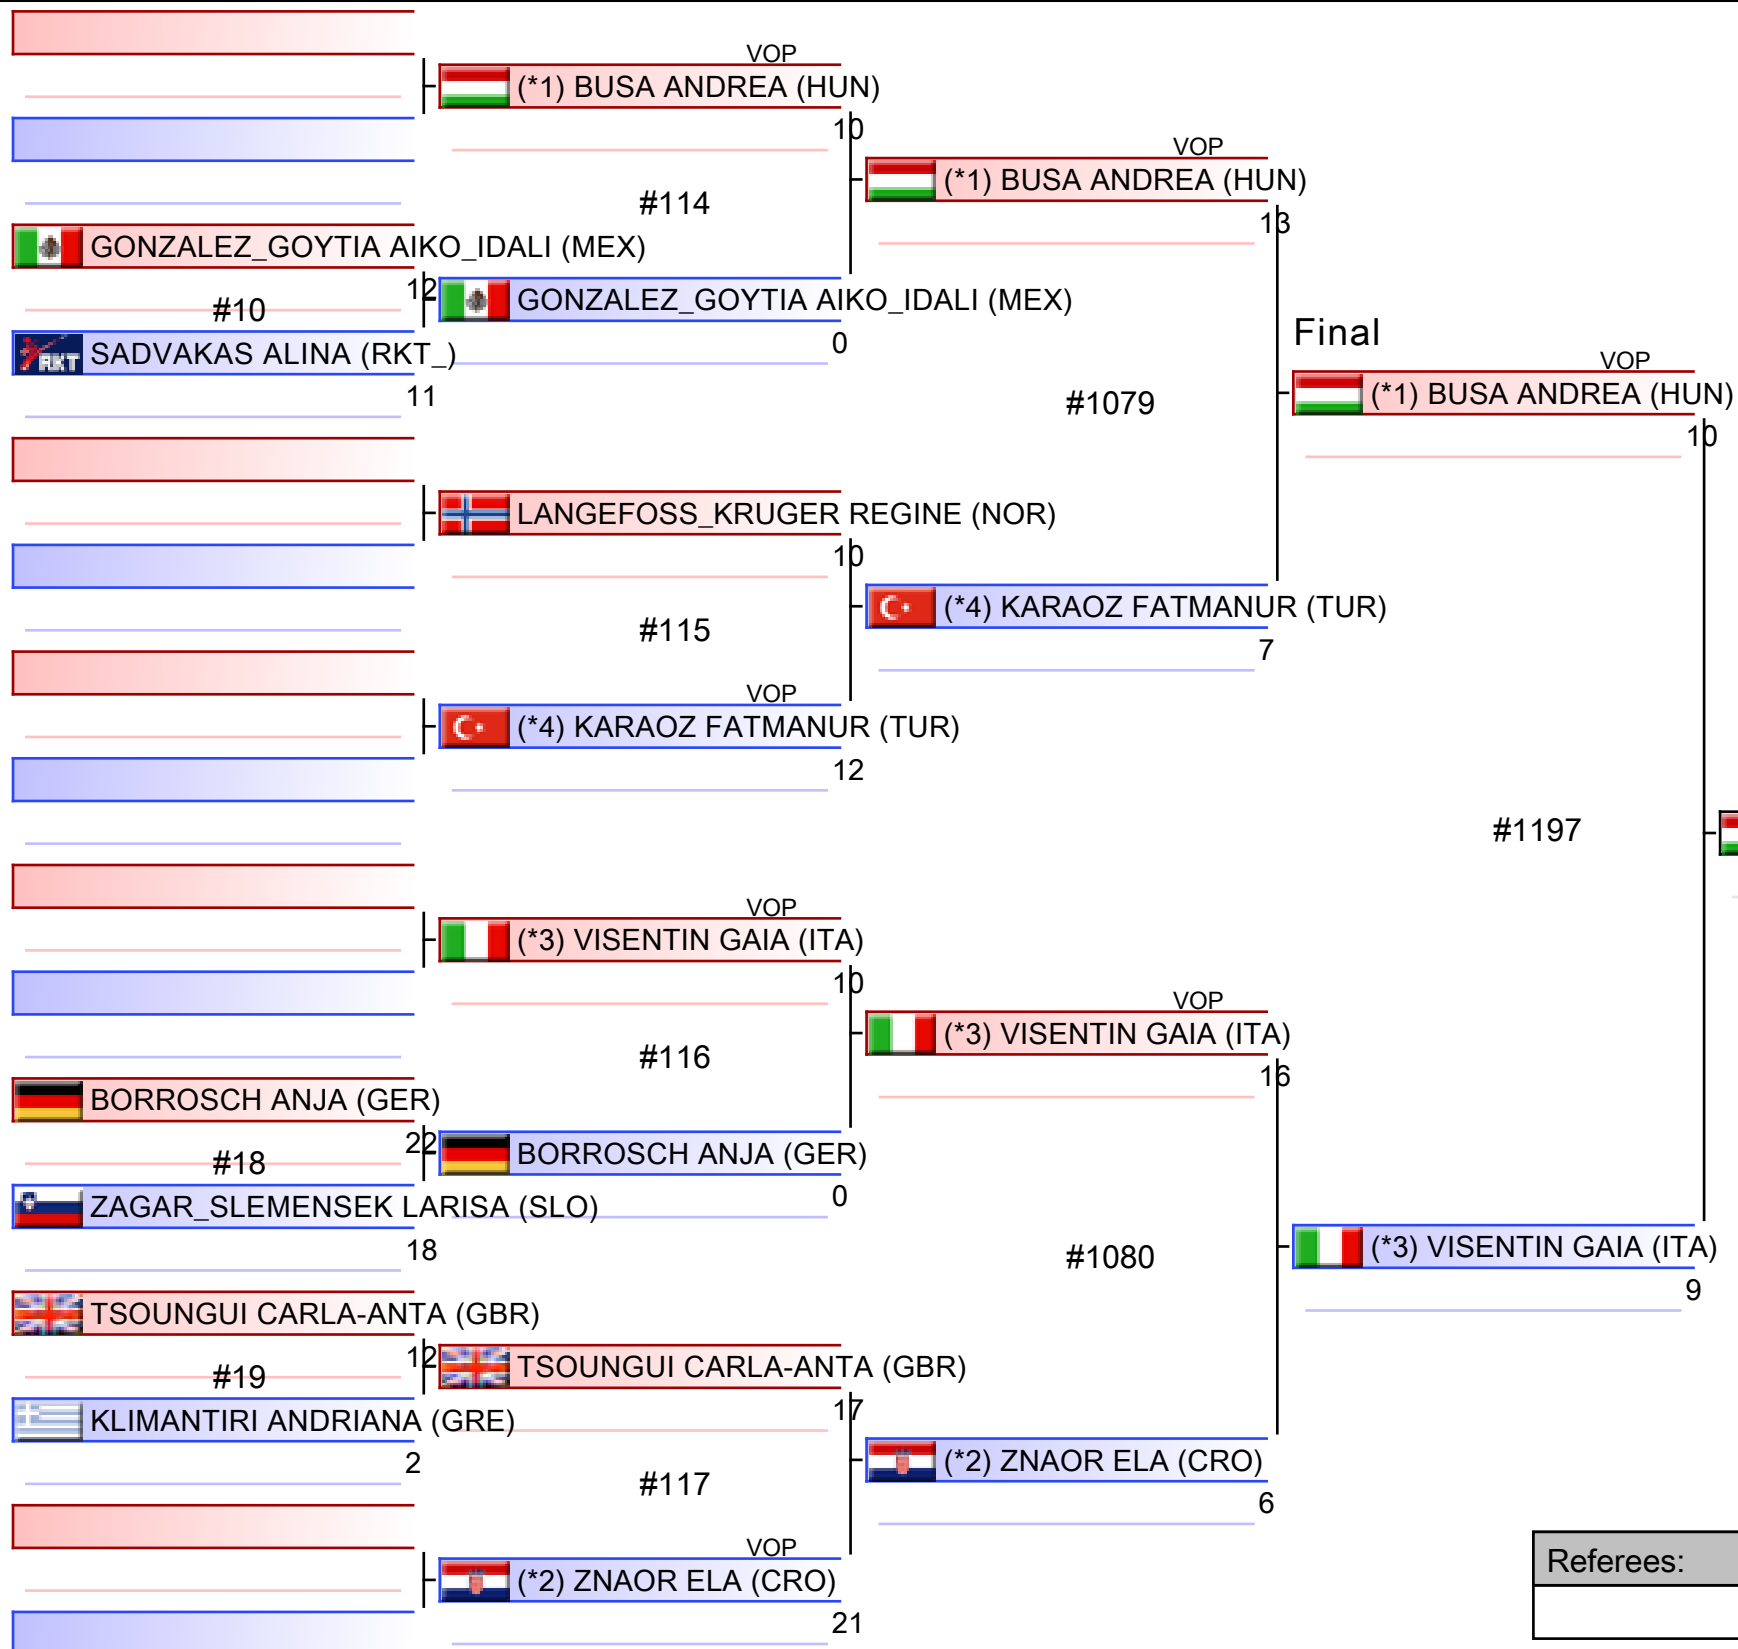 VOP
(*1) BUSA ANDREA (HUN)
10
VOP
(*1) BUSA ANDREA (HUN)
13
#114
GONZALEZ_GOYTIA AIKO_IDALI (MEX)
12
#10
GONZALEZ_GOYTIA AIKO_IDALI (MEX)
0
SADVAKAS ALINA (RKT_)
RKT
11
Final
VOP
(*1) BUSA ANDREA (HUN)
10
#1079
LANGEFOSS_KRUGER REGINE (NOR)
10
(*4) KARAOZ FATMANUR (TUR)
7
#115
VOP
(*4) KARAOZ FATMANUR (TUR)
12
#1197
VOP
(*3) VISENTIN GAIA (ITA)
10
VOP
(*3) VISENTIN GAIA (ITA)
16
#116
BORROSCH ANJA (GER)
22
#18
BORROSCH ANJA (GER)
0
ZAGAR_SLEMENSEK LARISA (SLO)
18
#1080
(*3) VISENTIN GAIA (ITA)
9
TSOUNGUI CARLA-ANTA (GBR)
12
#19
TSOUNGUI CARLA-ANTA (GBR)
17
KLIMANTIRI ANDRIANA (GRE)
2
(*2) ZNAOR ELA (CRO)
6
#117
VOP
(*2) ZNAOR ELA (CRO)
21
Referees: